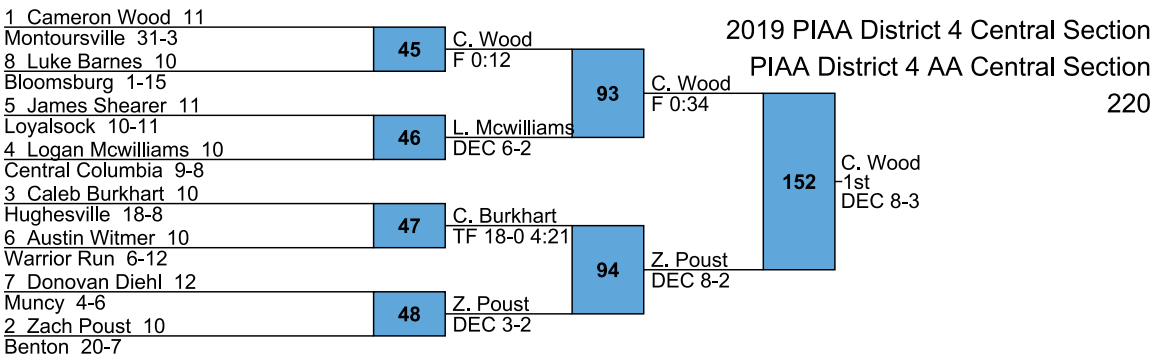 2019 PIAA District 4 Central Section
PIAA District 4 AA Central Section
220
1 Cameron Wood 11
Montoursville 31-3
8 Luke Barnes 10
Bloomsburg 1-15
5 James Shearer 11
Loyalsock 10-11
4 Logan Mcwilliams 10
Central Columbia 9-8
3 Caleb Burkhart 10
Hughesville 18-8
6 Austin Witmer 10
Warrior Run 6-12
7 Donovan Diehl 12
Muncy 4-6
2 Zach Poust 10
Benton 20-7
45
46
47
48
C. Wood
F 0:12
L. Mcwilliams
DEC 6-2
C. Burkhart
TF 18-0 4:21
Z. Poust
DEC 3-2
93
94
C. Wood
F 0:34
Z. Poust
DEC 8-2
152
C. Wood
1st
DEC 8-3